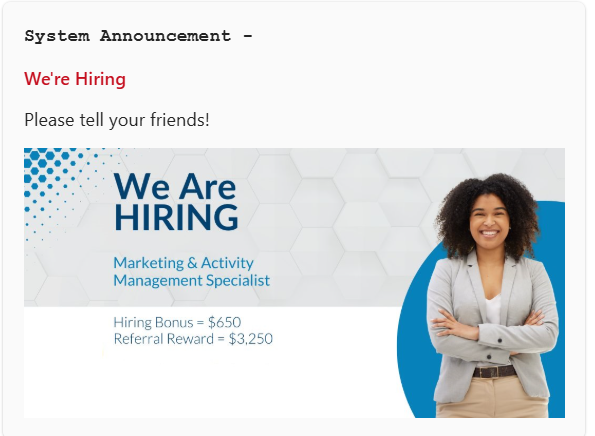 System Announcement -
We're Hiring
Please tell your friends!
We Are
HIRING
Marketing & Activity
Management Specialist
Hiring Bonus = $650
Referral Reward = $3,250